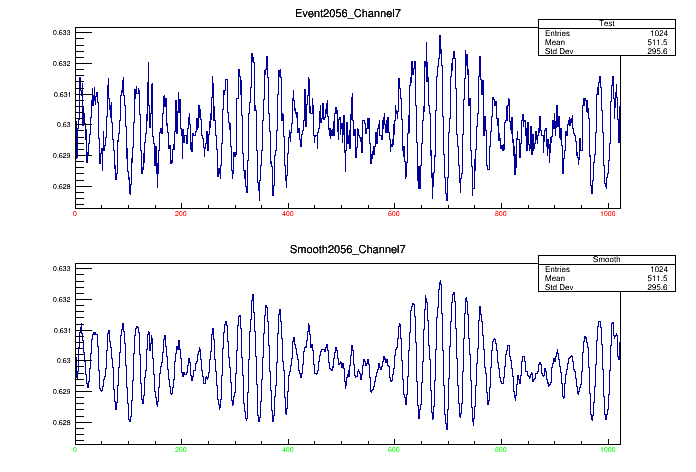 Event2056_Channel7
Test
Entries 1024
Mean 511.5
Std Dev 295.6
0.633
0.632
0.631
0.63
0.629
0.628
0 200 400 600 800 1000
Smooth2056_Channel7
Smooth
Entries 1024
Mean 511.5
Std Dev 295.6
0.633
0.632
0.631
0.63
0.629
0.628
0 200 400 600 800 1000